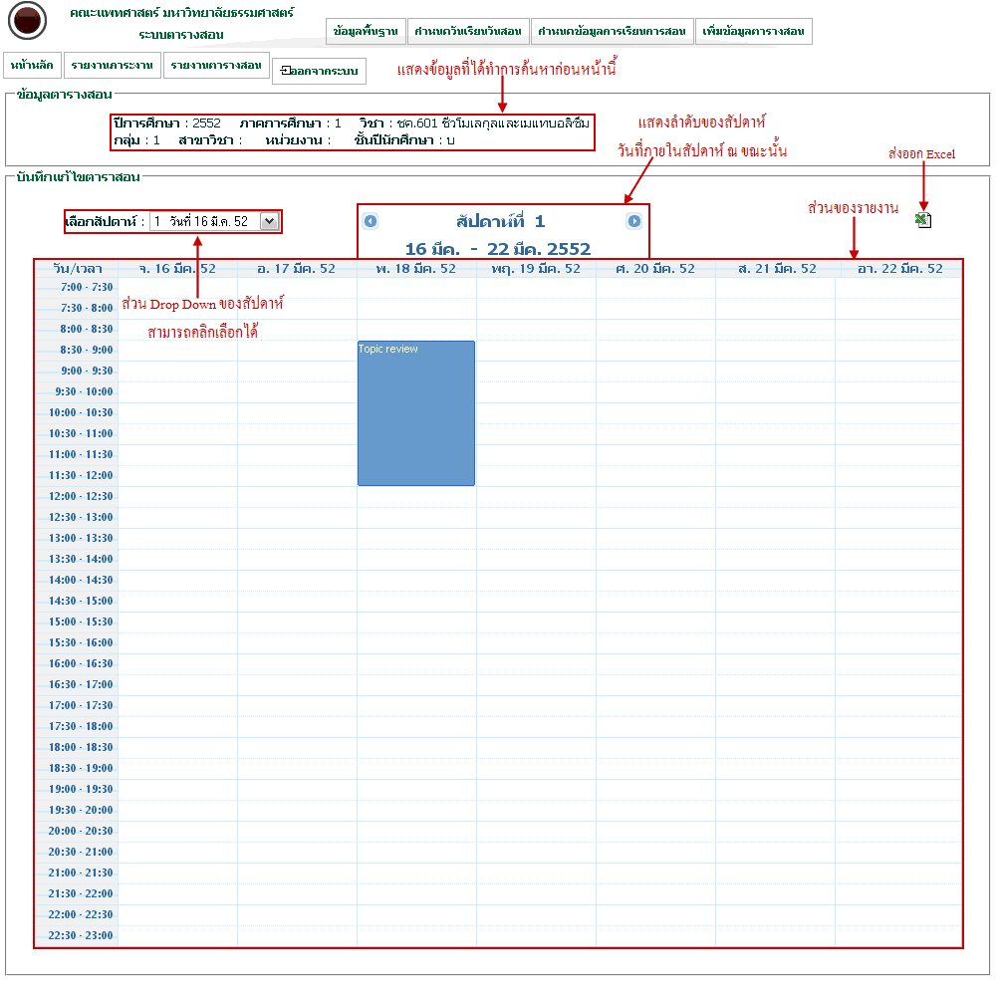 คณะแพทศาสตร์ มหาวิทยาลัยธรรมศาสตร์
ระบบตารางสอน
ข้อมูลพื้นฐาน
กำหนดวันเรียนวันสอน
กำหนดข้อมูลการเรียนการสอน
เพิ่มข้อมูลตารางสอน
หน้าหลัก
รายงานภาระงาน
รายงานตารางสอน
ออกจากระบบ
แสดงข้อมูลที่ได้ทำการค้นหาก่อนหน้านี้
ข้อมูลตารางสอน
ปีการศึกษา : 2552 ภาคการศึกษา : 1 วิชา : ชค.601 ชีวโมเลกุลและเมแทบอลิซึม
กลุ่ม : 1 สาขาวิชา : หน่วยงาน : ชั้นปีนักศึกษา : บ
แสดงลำดับของสัปดาห์
วันที่ภายในสัปดาห์ ณ ขณะนั้น
ส่งออก Excel
บันทึกแก้ไขตาราสอน
ส่วนของรายงาน
เลือกสัปดาห์ : 1 วันที่ 16 มี.ค. 52
สัปดาห์ที่ 1
16 มีค. - 22 มีค. 2552
วัน/เวลา จ. 16 มีค. 52 อ. 17 มีค. 52 พ. 18 มีค. 52 พฤ. 19 มีค. 52 ศ. 20 มีค. 52 ส. 21 มีค. 52 อา. 22 มีค. 52
7:00 - 7:30
ส่วน Drop Down ของสัปดาห์
7:30 - 8:00
สามารถคลิกเลือกได้
8:00 - 8:30
8:30 - 9:00
Topic review
9:00 - 9:30
9:30 - 10:00
10:00 - 10:30
10:30 - 11:00
11:00 - 11:30
11:30 - 12:00
12:00 - 12:30
12:30 - 13:00
13:00 - 13:30
13:30 - 14:00
14:00 - 14:30
14:30 - 15:00
15:00 - 15:30
15:30 - 16:00
16:00 - 16:30
16:30 - 17:00
17:00 - 17:30
17:30 - 18:00
18:00 - 18:30
18:30 - 19:00
19:00 - 19:30
19:30 - 20:00
20:00 - 20:30
20:30 - 21:00
21:00 - 21:30
21:30 - 22:00
22:00 - 22:30
22:30 - 23:00